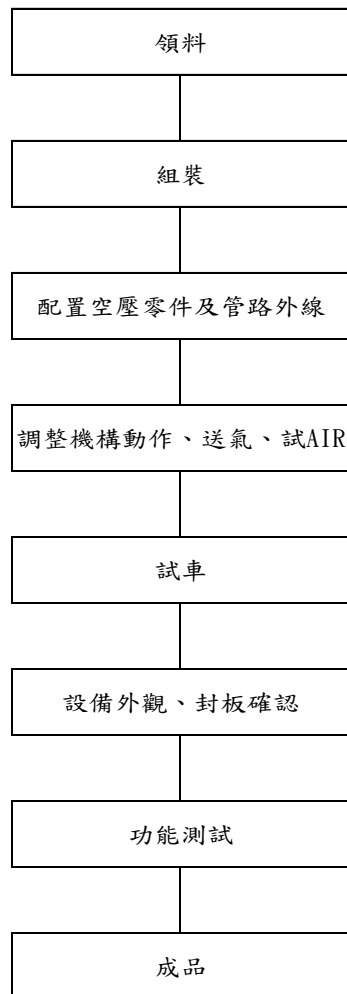 領料
組裝
配置空壓零件及管路外線
調整機構動作、送氣、試AIR
試車
設備外觀、封板確認
功能測試
成品